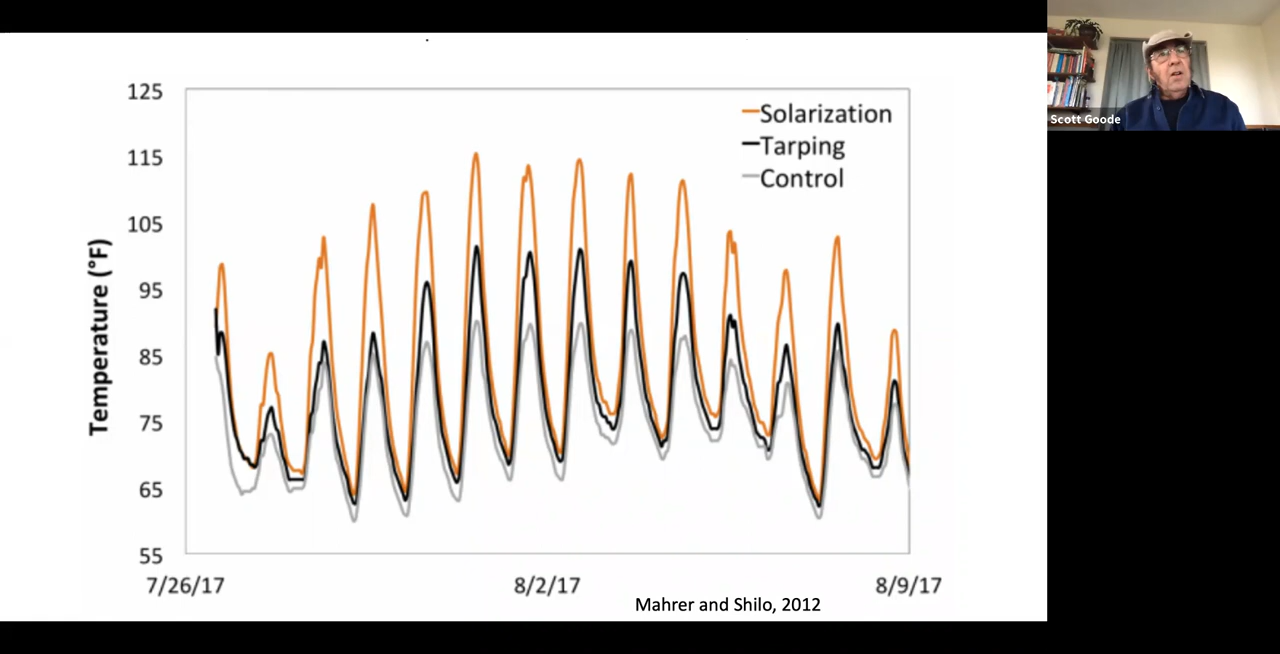 125
115
105
95
85
75
65
55
Temperature (°F)
Solarization
Tarping
Control
7/26/17
8/2/17
8/9/17
Mahrer and Shilo, 2012
Scott Goode